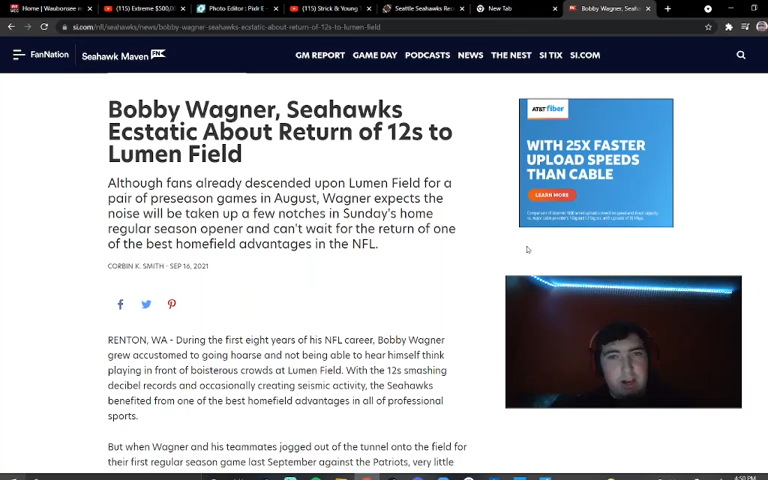 Home | Waubonsee
(115) Extreme $500,0
Photo Editor : Pixlr E -
(115) Strick & Young
Seattle Seahawks
New Tab
Bobby Wagner, Seah
si.com/nfl/seahawks/news/bobby-wagner-seahawks-ecstatic-about-return-of-12s-to-lumen-field
FanNation
Seahawk Maven FN
GM REPORT GAME DAY PODCASTS NEWS THE NEST SI TIX SI.COM
Bobby Wagner, Seahawks
Ecstatic About Return of 12s to
Lumen Field
Although fans already descended upon Lumen Field for a
pair of preseason games in August, Wagner expects the
noise will be taken up a few notches in Sunday's home
regular season opener and can't wait for the return of one
of the best homefield advantages in the NFL.
CORBIN K. SMITH · SEP 16, 2021
RENTON, WA - During the first eight years of his NFL career, Bobby Wagner
grew accustomed to going hoarse and not being able to hear himself think
playing in front of boisterous crowds at Lumen Field. With the 12s smashing
decibel records and occasionally creating seismic activity, the Seahawks
benefited from one of the best homefield advantages in all of professional
sports.
But when Wagner and his teammates jogged out of the tunnel onto the field for
their first regular season game last September against the Patriots, very little
AT&T fiber
WITH 25X FASTER
UPLOAD SPEEDS
THAN CABLE
LEARN MORE
4:50 PM